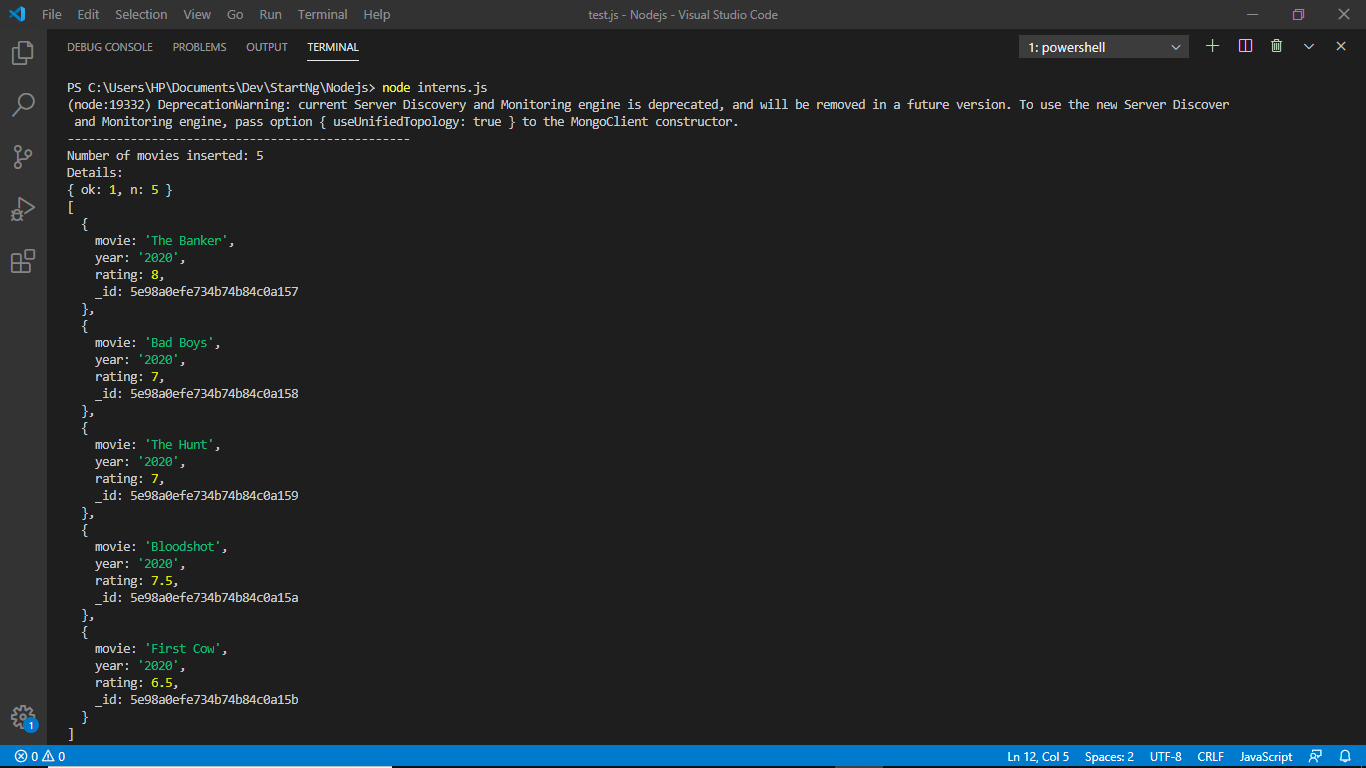 File Edit Selection View Go Run Terminal Help test.js - Nodejs - Visual Studio Code
DEBUG CONSOLE PROBLEMS OUTPUT TERMINAL 1: powershell
PS C:\Users\HP\Documents\Dev\StartNg\Nodejs> node interns.js
(node:19332) DeprecationWarning: current Server Discovery and Monitoring engine is deprecated, and will be removed in a future version. To use the new Server Discover
 and Monitoring engine, pass option { useUnifiedTopology: true } to the MongoClient constructor.
-------------------------------------------------
Number of movies inserted: 5
Details:
{ ok: 1, n: 5 }
[
  {
    movie: 'The Banker',
    year: '2020',
    rating: 8,
    _id: 5e98a0efe734b74b84c0a157
  },
  {
    movie: 'Bad Boys',
    year: '2020',
    rating: 7,
    _id: 5e98a0efe734b74b84c0a158
  },
  {
    movie: 'The Hunt',
    year: '2020',
    rating: 7,
    _id: 5e98a0efe734b74b84c0a159
  },
  {
    movie: 'Bloodshot',
    year: '2020',
    rating: 7.5,
    _id: 5e98a0efe734b74b84c0a15a
  },
  {
    movie: 'First Cow',
    year: '2020',
    rating: 6.5,
    _id: 5e98a0efe734b74b84c0a15b
  }
]
1
0 0 Ln 12, Col 5 Spaces: 2 UTF-8 CRLF JavaScript